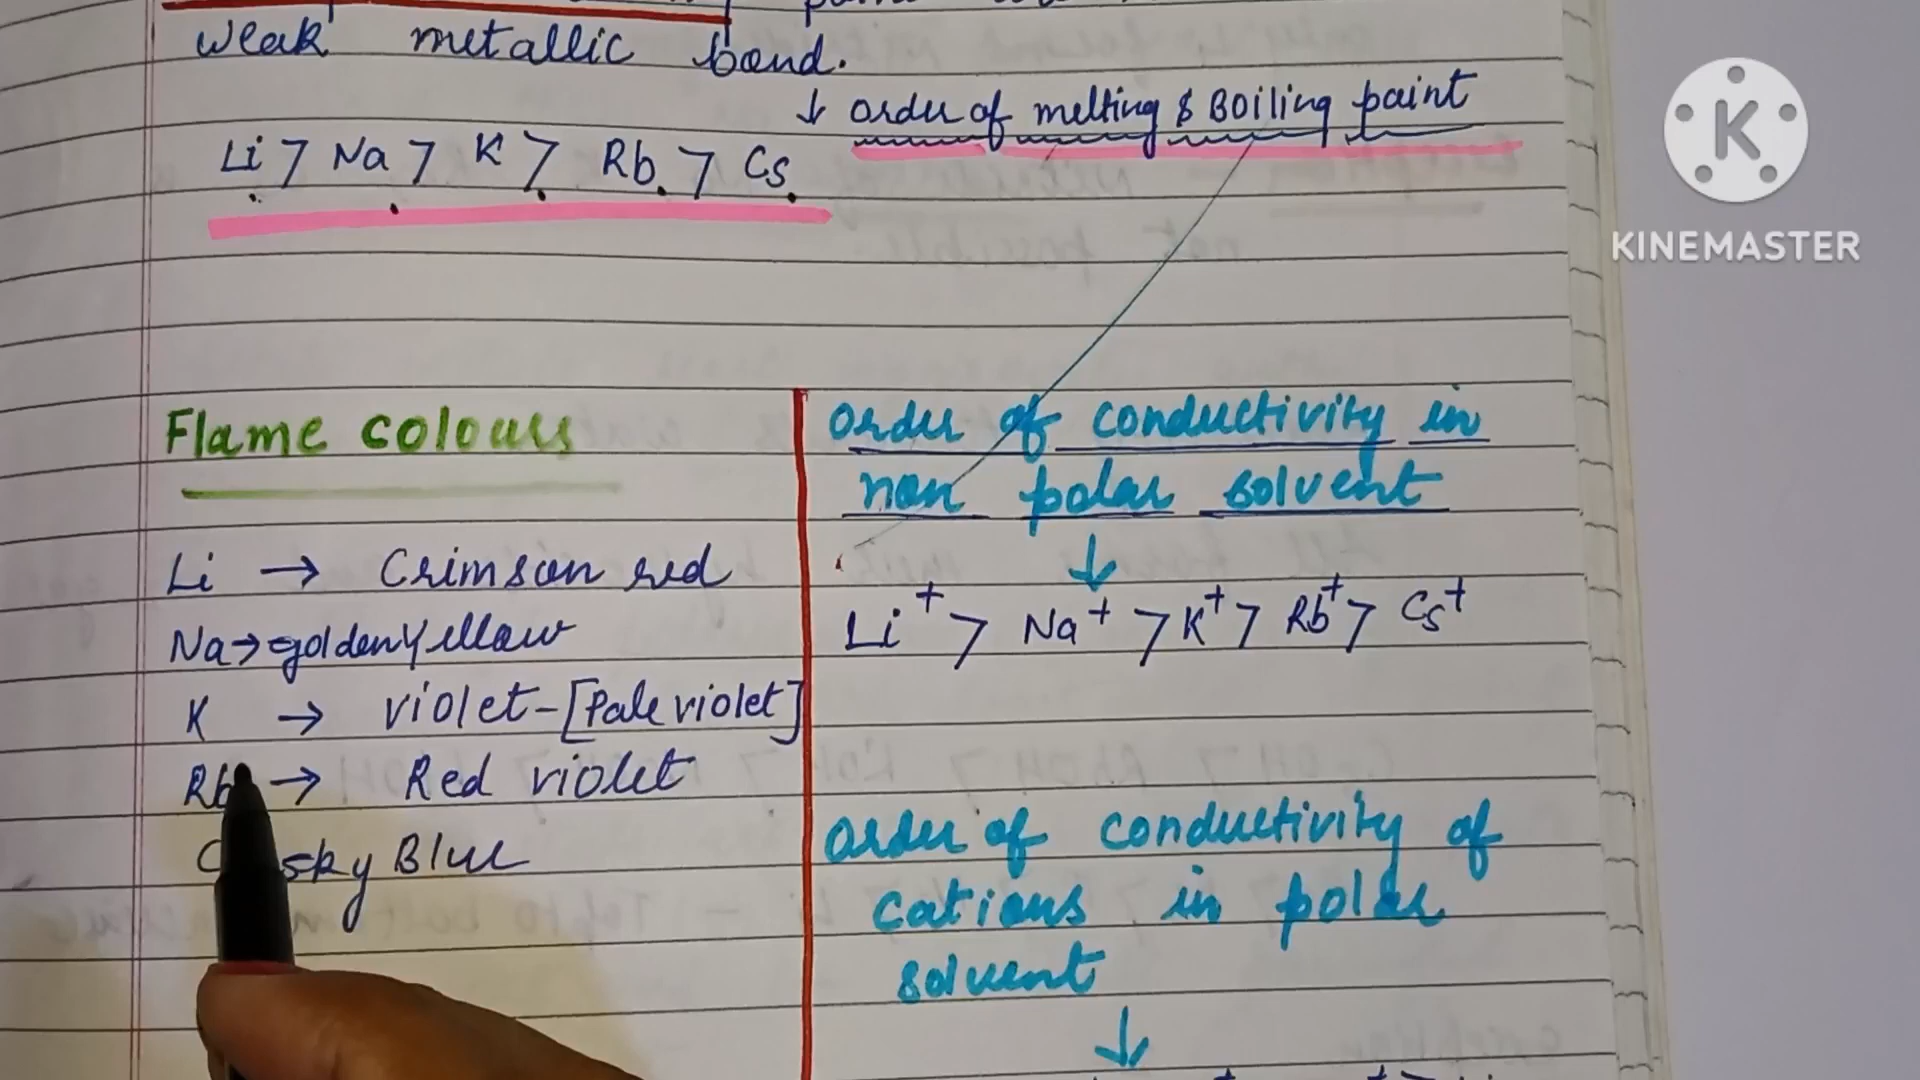 weak metallic bond.
↓ order of melting & Boiling point
Li > Na > K > Rb > Cs
Flame colours
Li → Crimson red
Na → golden yellow
K → violet - [Pale violet]
Rb → Red violet
sky Blue
order of conductivity in
non polar solvent
↓
Li+ > Na+ > K+ > Rb+ > Cs+
order of conductivity of
cations in polar
solvent
↓
K
KINEMASTER